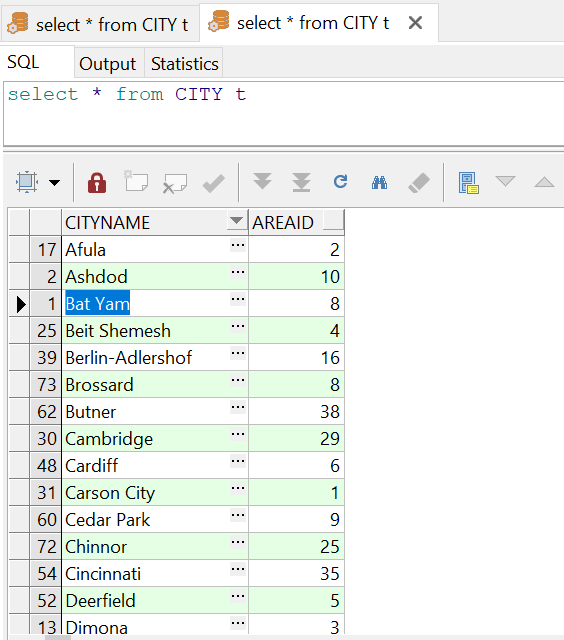 select * from CITY t select * from CITY t
SQL Output Statistics
select * from CITY t
CITYNAME AREAID
17 Afula ... 2
2 Ashdod ... 10
1 Bat Yam ... 8
25 Beit Shemesh ... 4
39 Berlin-Adlershof ... 16
73 Brossard ... 8
62 Butner ... 38
30 Cambridge ... 29
48 Cardiff ... 6
31 Carson City ... 1
60 Cedar Park ... 9
72 Chinnor ... 25
54 Cincinnati ... 35
52 Deerfield ... 5
13 Dimona ... 3